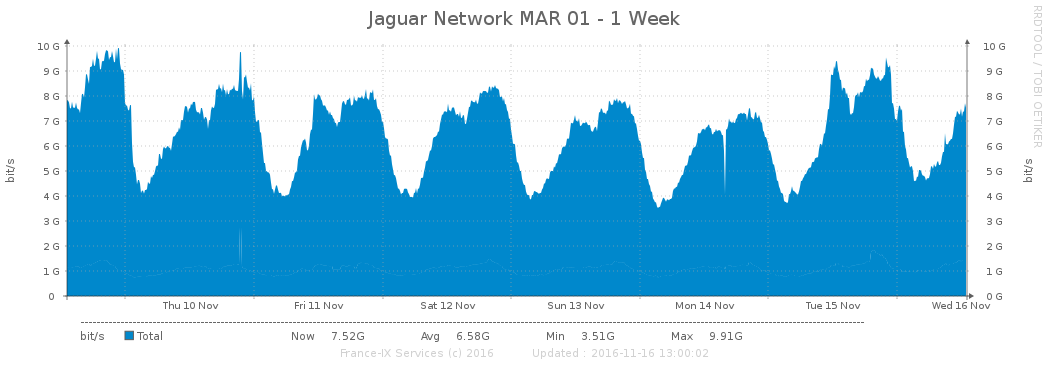 Jaguar Network MAR 01 - 1 Week
RRDTOOL / TOBI OETIKER
bit/s
10 G
9 G
8 G
7 G
6 G
5 G
4 G
3 G
2 G
1 G
0
10 G
9 G
8 G
7 G
6 G
5 G
4 G
3 G
2 G
1 G
0 G
bit/s
Thu 10 Nov Fri 11 Nov Sat 12 Nov Sun 13 Nov Mon 14 Nov Tue 15 Nov Wed 16 Nov
bit/s Total Now 7.52G Avg 6.58G Min 3.51G Max 9.91G
France-IX Services (c) 2016 Updated : 2016-11-16 13:00:02